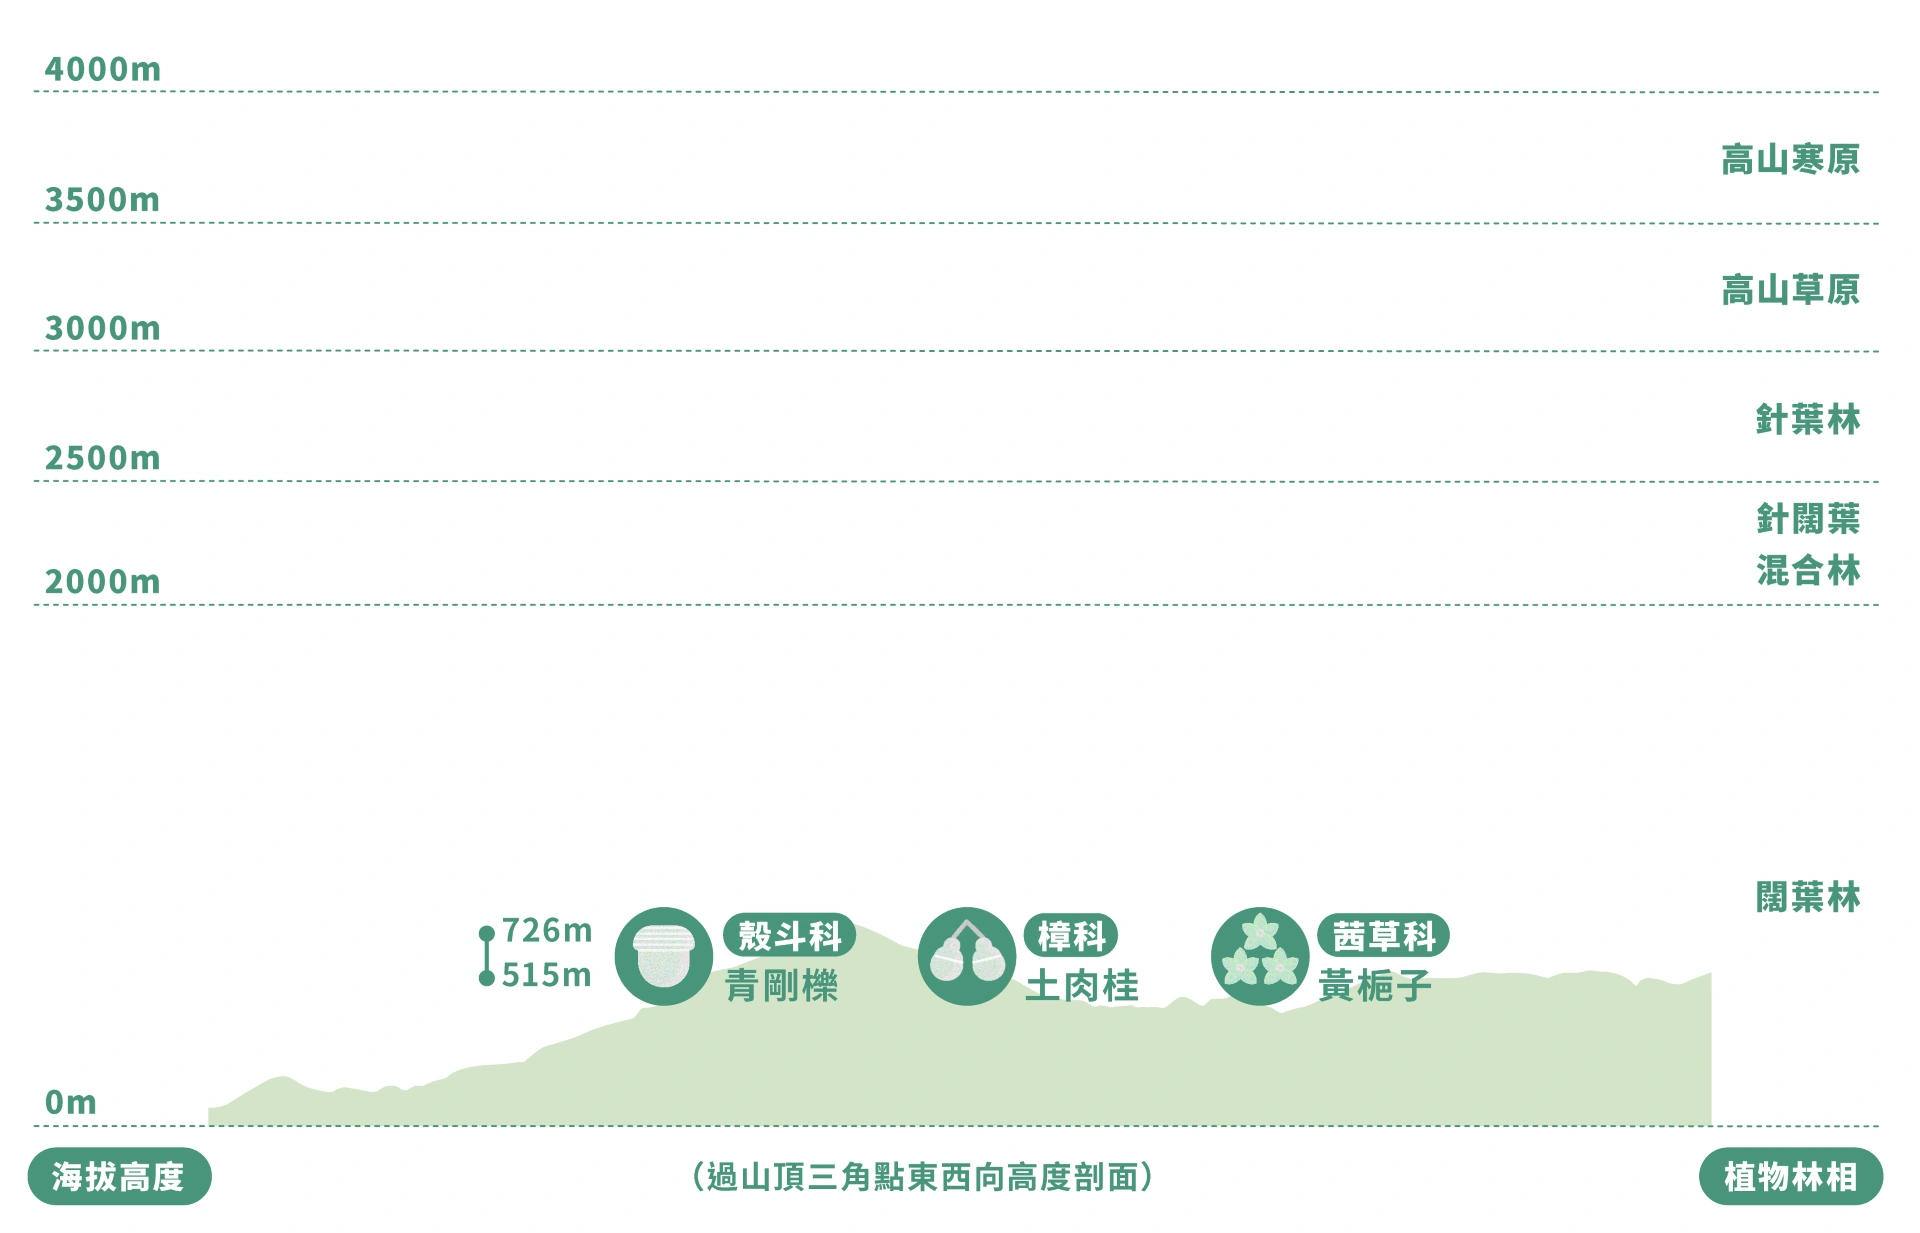 4000m
高山寒原
3500m
高山草原
3000m
針葉林
2500m
針闊葉
混合林
2000m
闊葉林
726m
515m
殼斗科
青剛櫟
樟科
土肉桂
茜草科
黃梔子
0m
海拔高度
（過山頂三角點東西向高度剖面）
植物林相